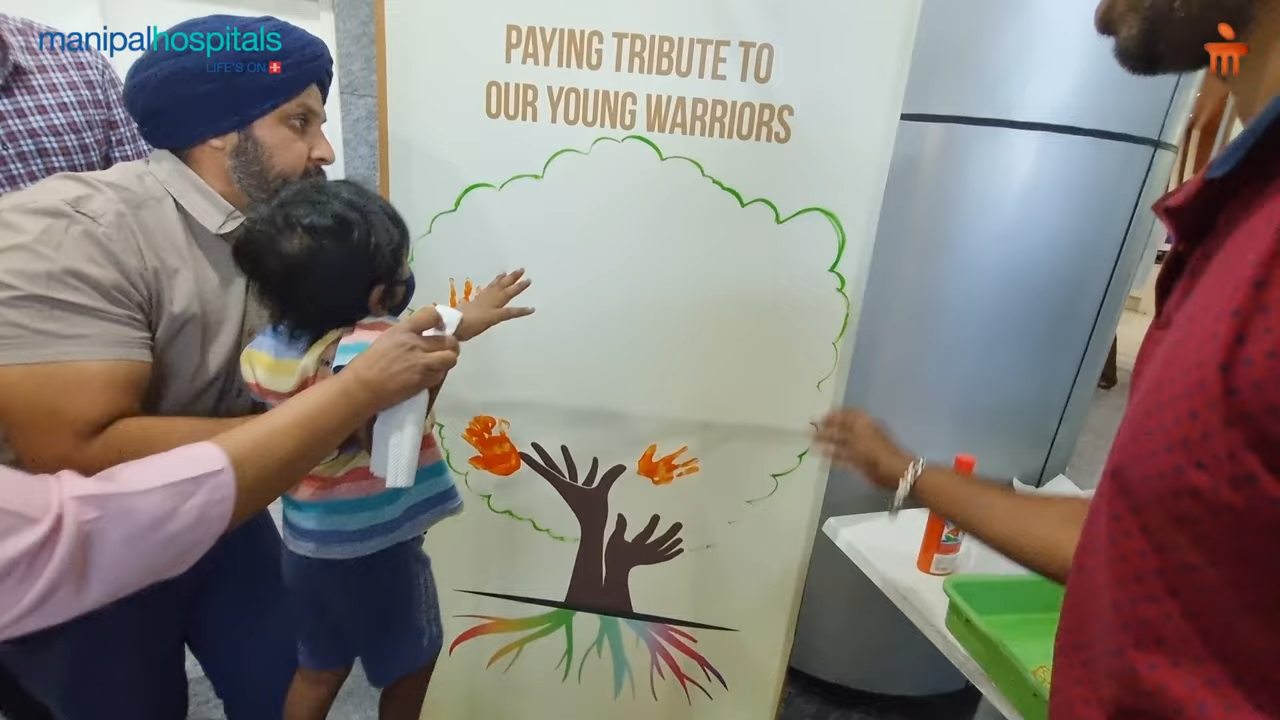 manipalhospitals
LIFE'S ON
PAYING TRIBUTE TO
OUR YOUNG WARRIORS